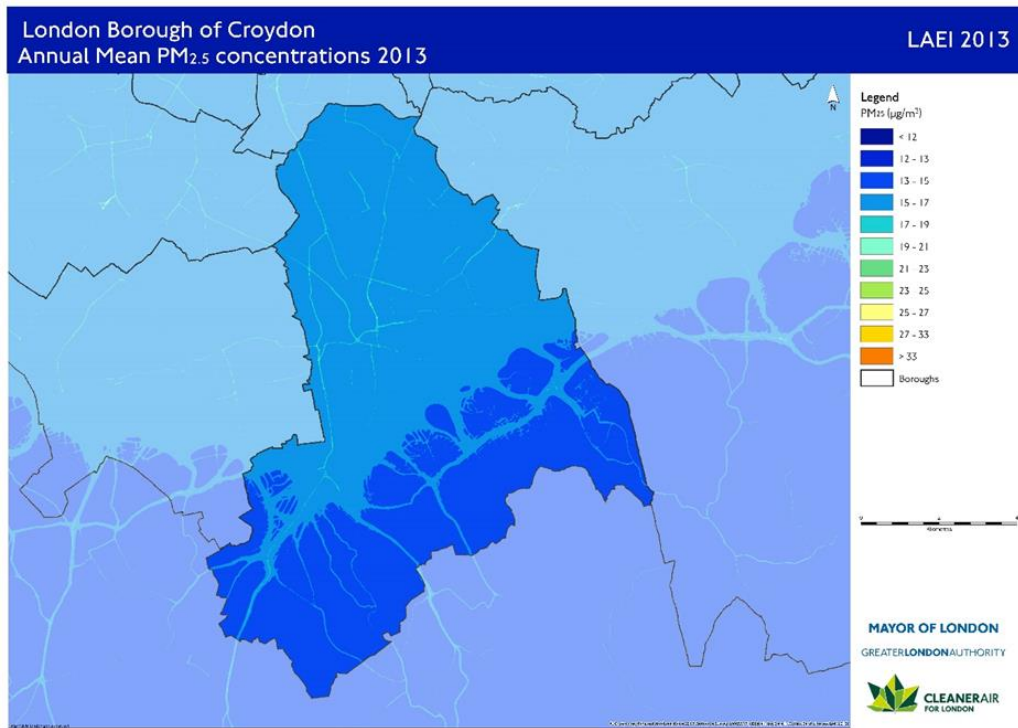 London Borough of Croydon
Annual Mean PM2.5 concentrations 2013
LAEI 2013
N
Legend
PM25 (µg/m³)
< 12
12 - 13
13 - 15
15 - 17
17 - 19
19 - 21
21 - 23
23 - 25
25 - 27
27 - 33
> 33
Boroughs
MAYOR OF LONDON
GREATERLONDONAUTHORITY
CLEANERAIR
FOR LONDON